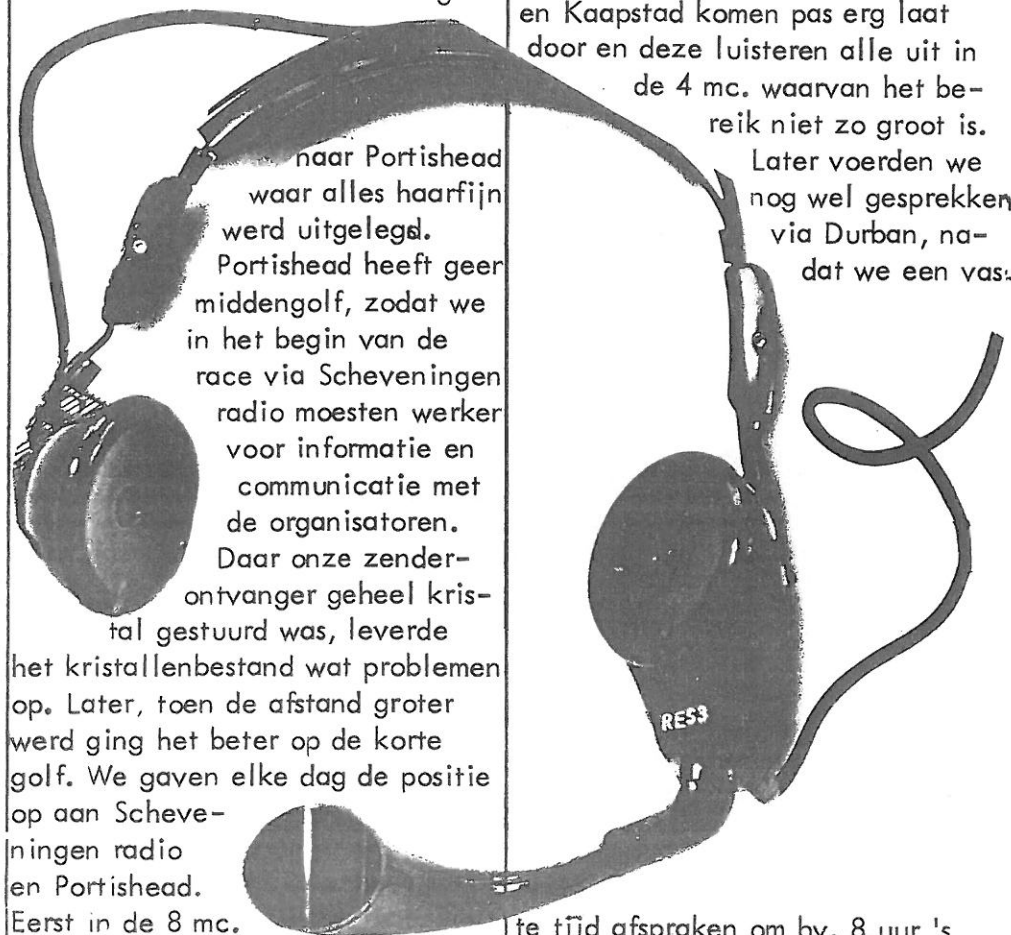 naar Portishead
waar alles haarfijn
werd uitgelegd.
Portishead heeft geen
middengolf, zodat we
in het begin van de
race via Scheveningen
radio moesten werker
voor informatie en
communicatie met
de organisatoren.
Daar onze zender-
ontvanger geheel kris-
tal gestuurd was, leverde
het kristallenbestand wat problemen
op. Later, toen de afstand groter
werd ging het beter op de korte
golf. We gaven elke dag de positie
op aan Scheve-
ningen radio
en Portishead.
Eerst in de 8 mc.
en Kaapstad komen pas erg laat
door en deze luisteren alle uit in
de 4 mc. waarvan het be-
reik niet zo groot is.
Later voerden we
nog wel gesprekken
via Durban, na-
dat we een vas
RES3
te tijd afspraken om bv. 8 uur 's